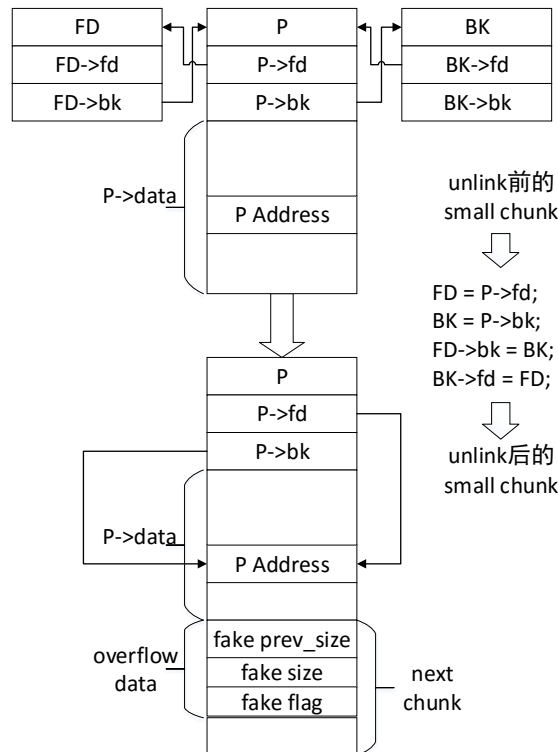 FD
FD->fd
FD->bk
P
P->fd
P->bk
BK
BK->fd
BK->bk
P->data
P Address
unlink前的
small chunk
FD = P->fd;
BK = P->bk;
FD->bk = BK;
BK->fd = FD;
unlink后的
small chunk
P
P->fd
P->bk
P->data
P Address
overflow
data
fake prev_size
fake size
fake flag
next
chunk